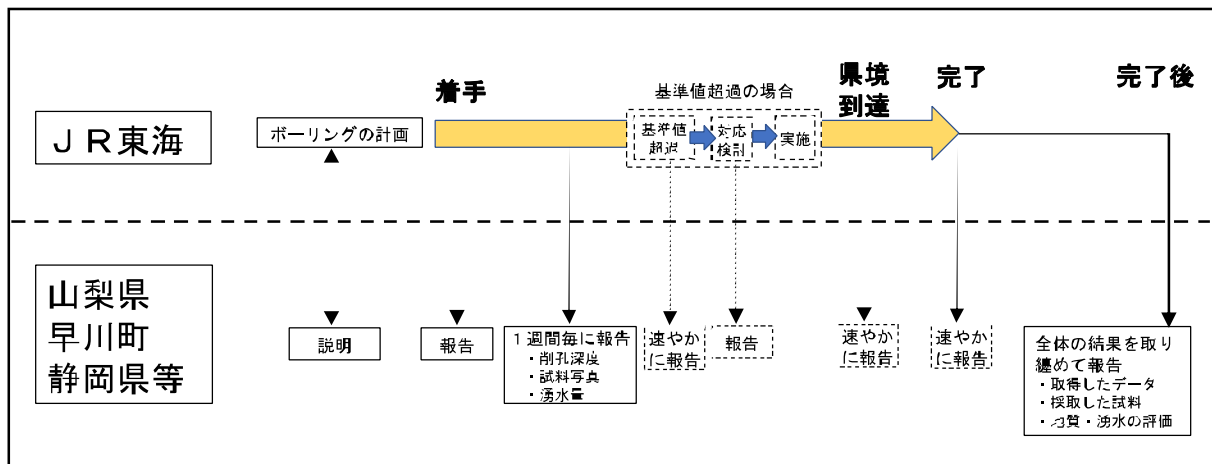 着手
基準値超過の場合
県境
到達
完了
完了後
ＪＲ東海
ボーリングの計画
基準値
超過
対応
検討
実施
山梨県
早川町
静岡県等
説明
報告
１週間毎に報告
・削孔深度
・試料写真
・湧水量
速やか
に報告
報告
速やか
に報告
速やか
に報告
全体の結果を取り
纏めて報告
・取得したデータ
・採取した試料
・地質・湧水の評価